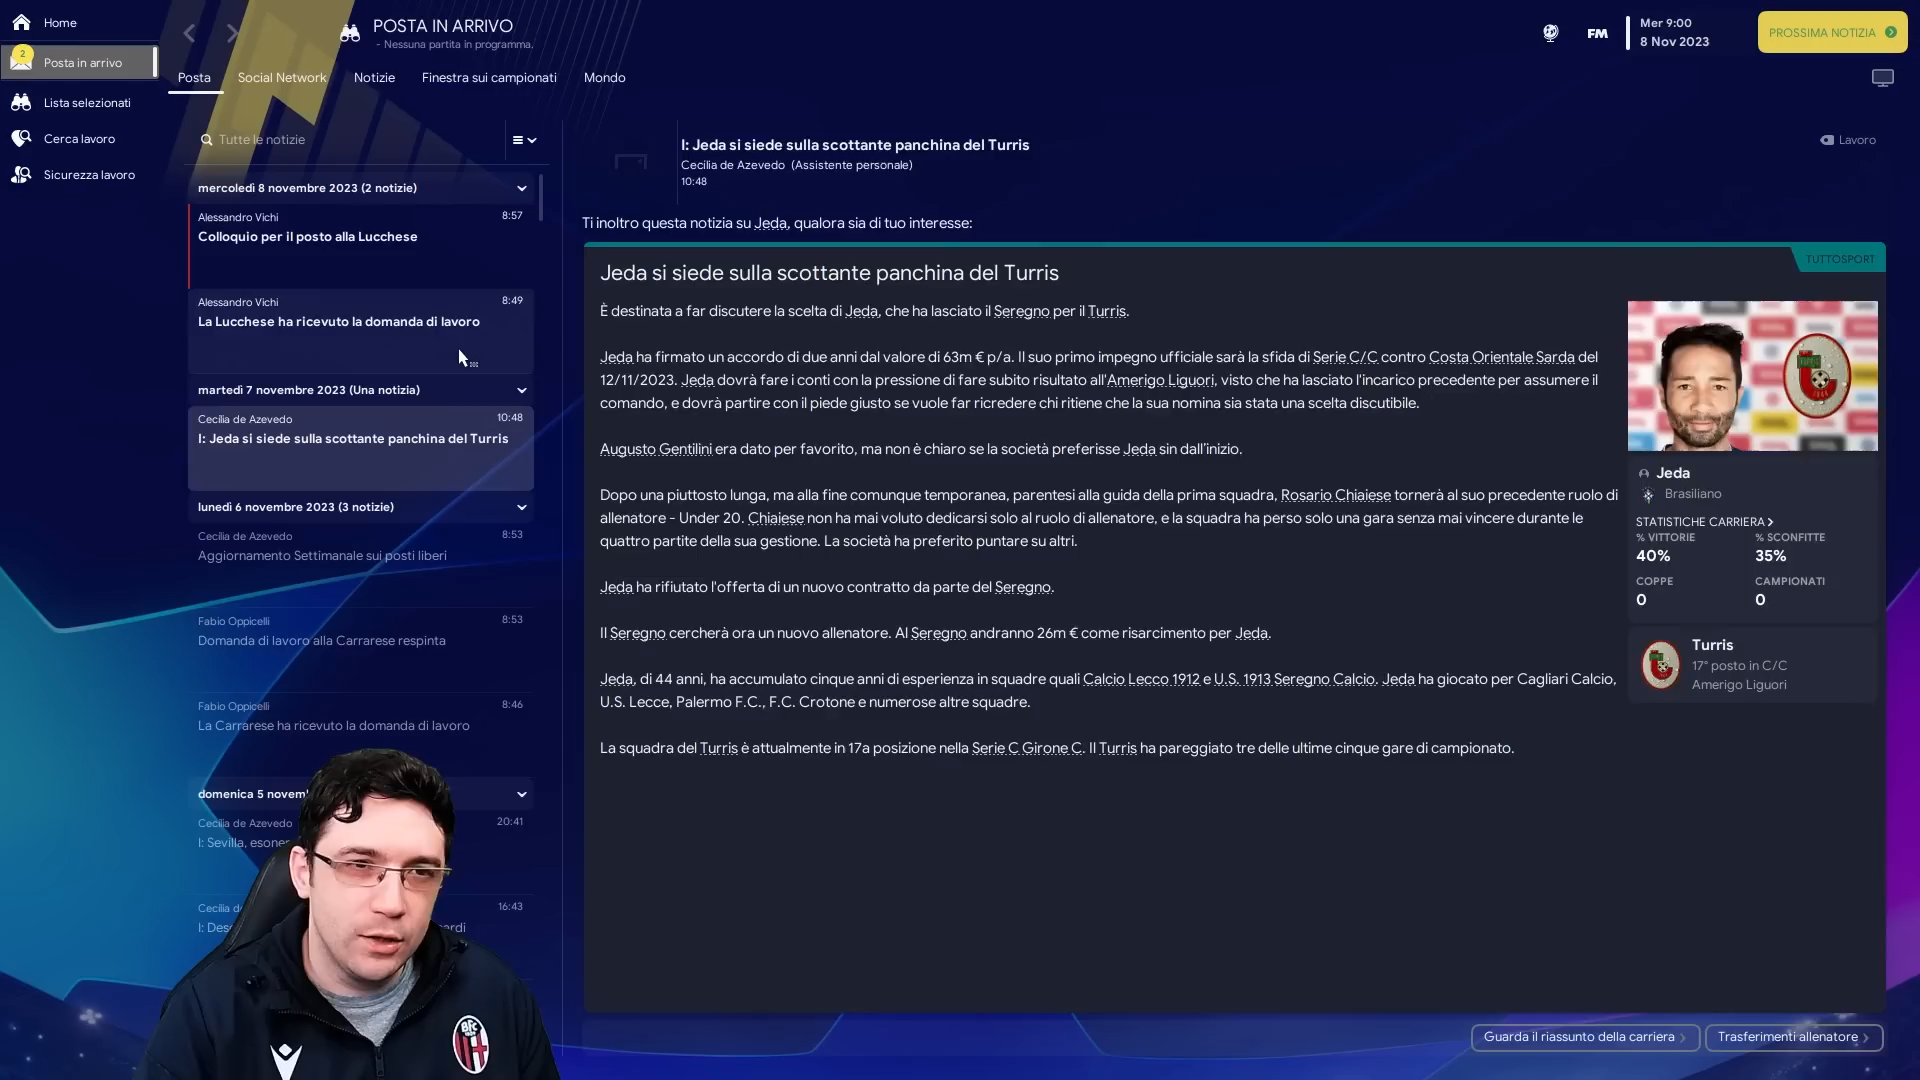 Home
2
Posta in arrivo
Lista selezionati
Cerca lavoro
Sicurezza lavoro
POSTA IN ARRIVO
- Nessuna partita in programma.
FM
Mer 9:00
8 Nov 2023
PROSSIMA NOTIZIA
Posta
Social Network
Notizie
Finestra sui campionati
Mondo
Tutte le notizie
mercoledì 8 novembre 2023 (2 notizie)
Alessandro Vichi 8:57
Colloquio per il posto alla Lucchese
Alessandro Vichi 8:49
La Lucchese ha ricevuto la domanda di lavoro
martedì 7 novembre 2023 (Una notizia)
Cecília de Azevedo 10:48
I: Jeda si siede sulla scottante panchina del Turris
lunedì 6 novembre 2023 (3 notizie)
Cecília de Azevedo 8:53
Aggiornamento Settimanale sui posti liberi
Fabio Oppicelli 8:53
Domanda di lavoro alla Carrarese respinta
Fabio Oppicelli 8:46
La Carrarese ha ricevuto la domanda di lavoro
domenica 5
Cecília de Azevedo 20:41
I: Sevilla,
16:43
I:
I: Jeda si siede sulla scottante panchina del Turris
Cecília de Azevedo (Assistente personale)
10:48
Lavoro
Ti inoltro questa notizia su Jeda, qualora sia di tuo interesse:
TUTTOSPORT
Jeda si siede sulla scottante panchina del Turris
È destinata a far discutere la scelta di Jeda, che ha lasciato il Seregno per il Turris.
Jeda ha firmato un accordo di due anni dal valore di 63m € p/a. Il suo primo impegno ufficiale sarà la sfida di Serie C/C contro Costa Orientale Sarda del
12/11/2023. Jeda dovrà fare i conti con la pressione di fare subito risultato all'Amerigo Liguori, visto che ha lasciato l'incarico precedente per assumere il
comando, e dovrà partire con il piede giusto se vuole far ricredere chi ritiene che la sua nomina sia stata una scelta discutibile.
Augusto Gentilini era dato per favorito, ma non è chiaro se la società preferisse Jeda sin dall'inizio.
Dopo una piuttosto lunga, ma alla fine comunque temporanea, parentesi alla guida della prima squadra, Rosario Chiaiese tornerà al suo precedente ruolo di
allenatore - Under 20. Chiaiese non ha mai voluto dedicarsi solo al ruolo di allenatore, e la squadra ha perso solo una gara senza mai vincere durante le
quattro partite della sua gestione. La società ha preferito puntare su altri.
Jeda ha rifiutato l'offerta di un nuovo contratto da parte del Seregno.
Il Seregno cercherà ora un nuovo allenatore. Al Seregno andranno 26m € come risarcimento per Jeda.
Jeda, di 44 anni, ha accumulato cinque anni di esperienza in squadre quali Calcio Lecco 1912 e U.S. 1913 Seregno Calcio. Jeda ha giocato per Cagliari Calcio,
U.S. Lecce, Palermo F.C., F.C. Crotone e numerose altre squadre.
La squadra del Turris è attualmente in 17a posizione nella Serie C Girone C. Il Turris ha pareggiato tre delle ultime cinque gare di campionato.
Jeda
Brasiliano
STATISTICHE CARRIERA
% VITTORIE % SCONFITTE
40% 35%
COPPE CAMPIONATI
0 0
Turris
17° posto in C/C
Amerigo Liguori
Guarda il riassunto della carriera
Trasferimenti allenatore
BFC